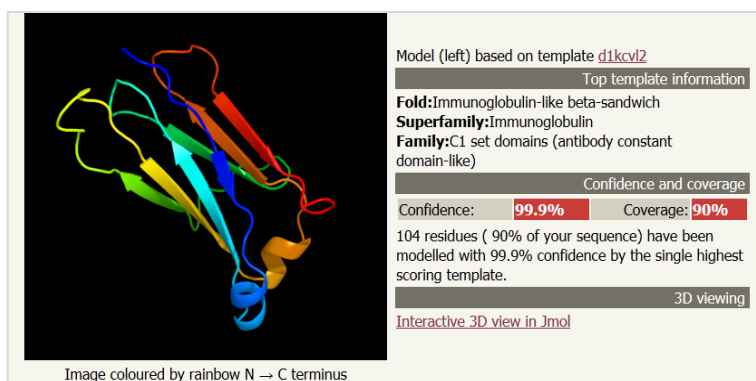 Model (left) based on template d1kcvl2
Top template information
Fold:Immunoglobulin-like beta-sandwich
Superfamily:Immunoglobulin
Family:C1 set domains (antibody constant
domain-like)
Confidence and coverage
Confidence: 99.9% Coverage: 90%
104 residues ( 90% of your sequence) have been
modelled with 99.9% confidence by the single highest
scoring template.
3D viewing
Interactive 3D view in Jmol
Image coloured by rainbow N → C terminus